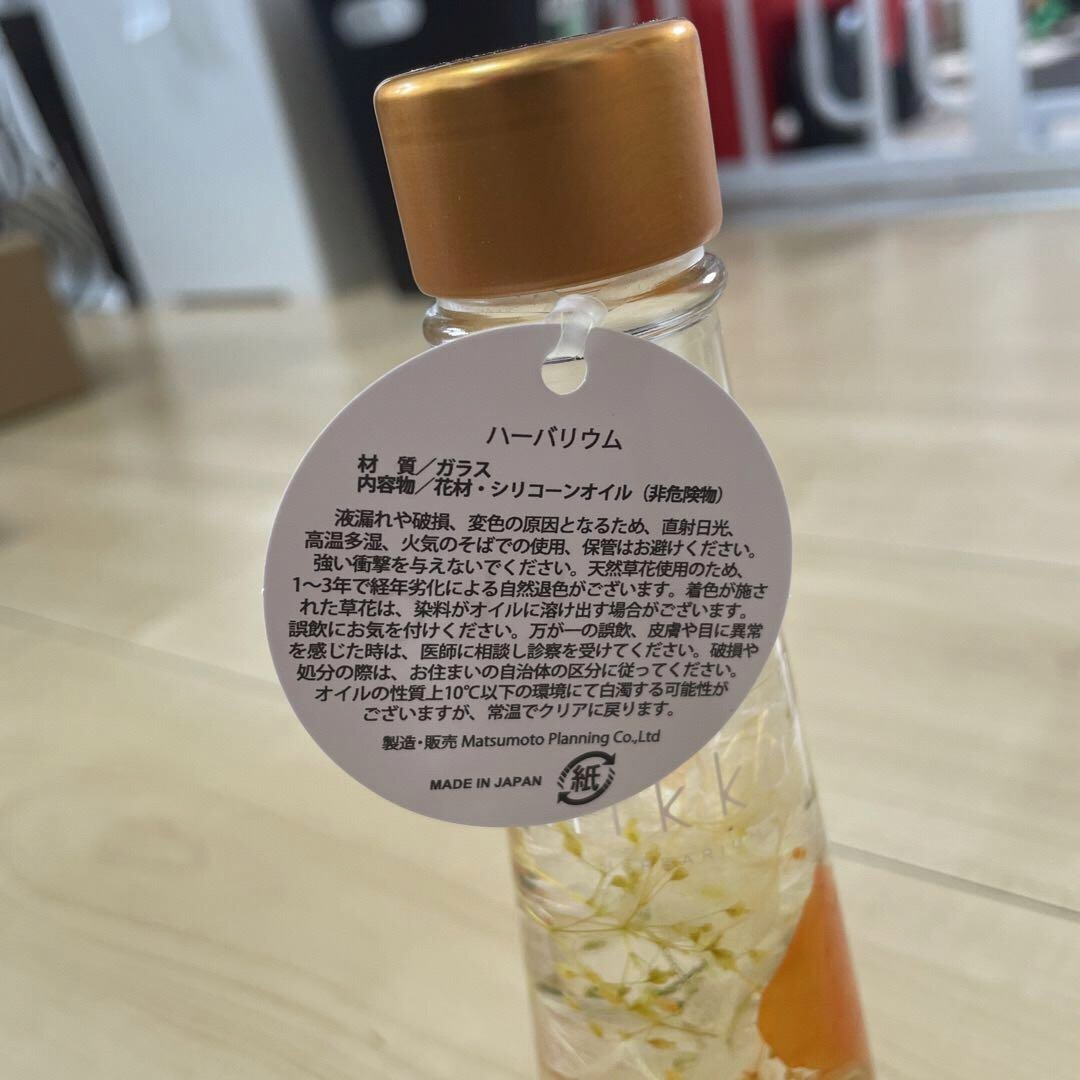 ハーバリウム
材　質／ガラス
内容物／花材・シリコーンオイル（非危険物）
液漏れや破損、変色の原因となるため、直射日光、
高温多湿、火気のそばでの使用、保管はお避けください。
強い衝撃を与えないでください。天然草花使用のため、
1～3年で経年劣化による自然退色がございます。着色が施さ
れた草花は、染料がオイルに溶け出す場合がございます。
誤飲にお気を付けください。万が一の誤飲、皮膚や目に異常
を感じた時は、医師に相談し診察を受けてください。破損や
処分の際は、お住まいの自治体の区分に従ってください。
オイルの性質上10℃以下の環境にて白濁する可能性が
ございますが、常温でクリアに戻ります。
製造・販売 Matsumoto Planning Co.,Ltd
MADE IN JAPAN 紙